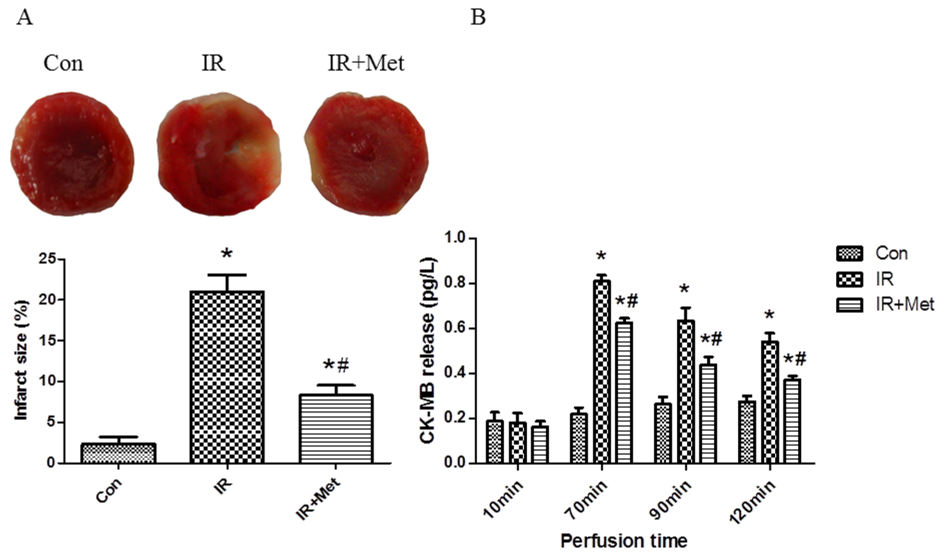 A
B
Con
IR
IR+Met
Infarct size (%)
25
20
15
10
5
0
*
*#
Con
IR
IR+Met
CK-MB release (pg/L)
1.0
0.8
0.6
0.4
0.2
0.0
*
*#
*
*#
*
*#
10min
70min
90min
120min
Perfusion time
Con
IR
IR+Met